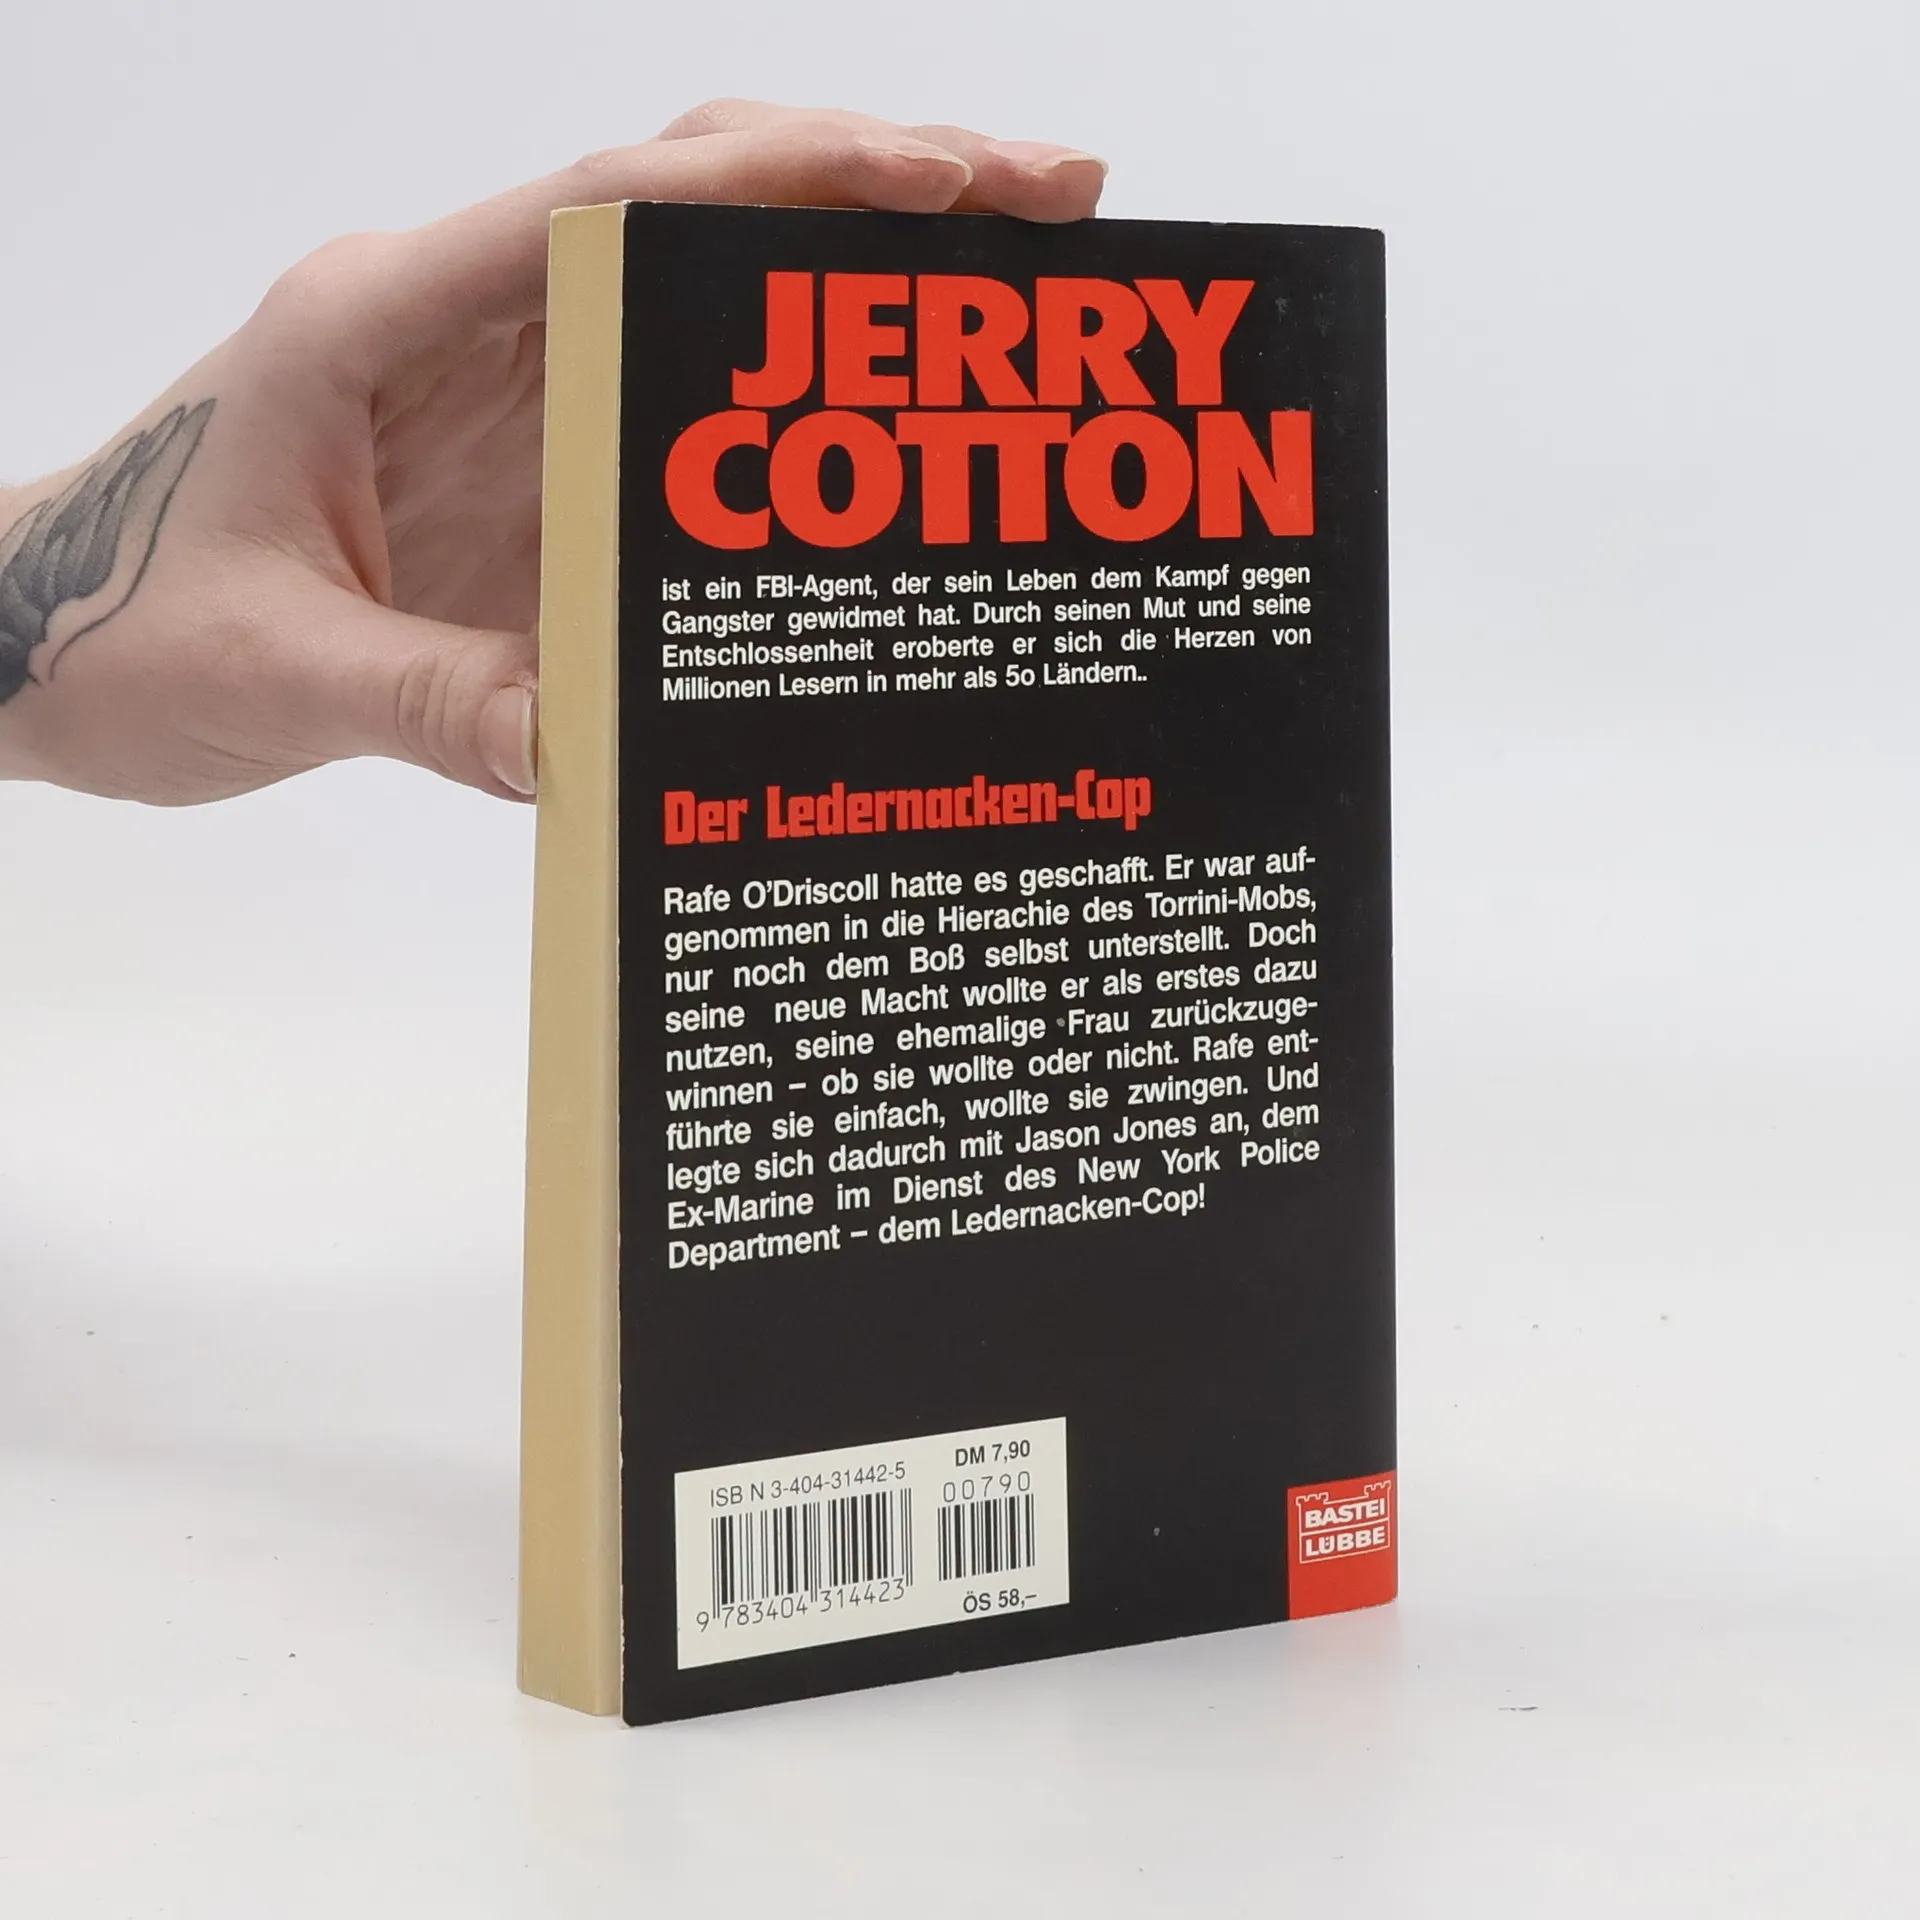 JERRY
COTTON
ist ein FBI-Agent, der sein Leben dem Kampf gegen
Gangster gewidmet hat. Durch seinen Mut und seine
Entschlossenheit eroberte er sich die Herzen von
Millionen Lesern in mehr als 5o Ländern..
Der Ledernacken-Cop
Rafe O'Driscoll hatte es geschafft. Er war auf-
genommen in die Hierachie des Torrini-Mobs,
nur noch dem Boß selbst unterstellt. Doch
seine neue Macht wollte er als erstes dazu
nutzen, seine ehemalige Frau zurückzuge-
winnen – ob sie wollte oder nicht. Rafe ent-
führte sie einfach, wollte sie zwingen. Und
legte sich dadurch mit Jason Jones an, dem
Ex-Marine im Dienst des New York Police
Department – dem Ledernacken-Cop!
ISB N 3-404-31442-5
9 783404 314423
DM 7,90
00790
ÖS 58,–
BASTEI
LÜBBE